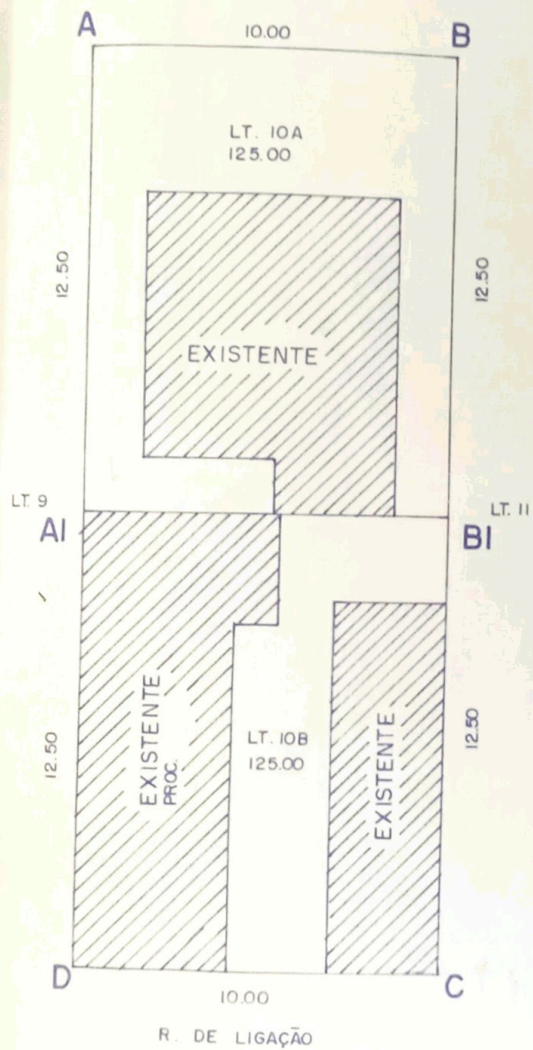 A
10.00
B
LT. 10A
125.00
12.50
12.50
EXISTENTE
LT. 9
LT. 11
A1
B1
12.50
EXISTENTE
PROC.
LT. 10B
125.00
EXISTENTE
12.50
D
10.00
C
R. DE LIGAÇÃO